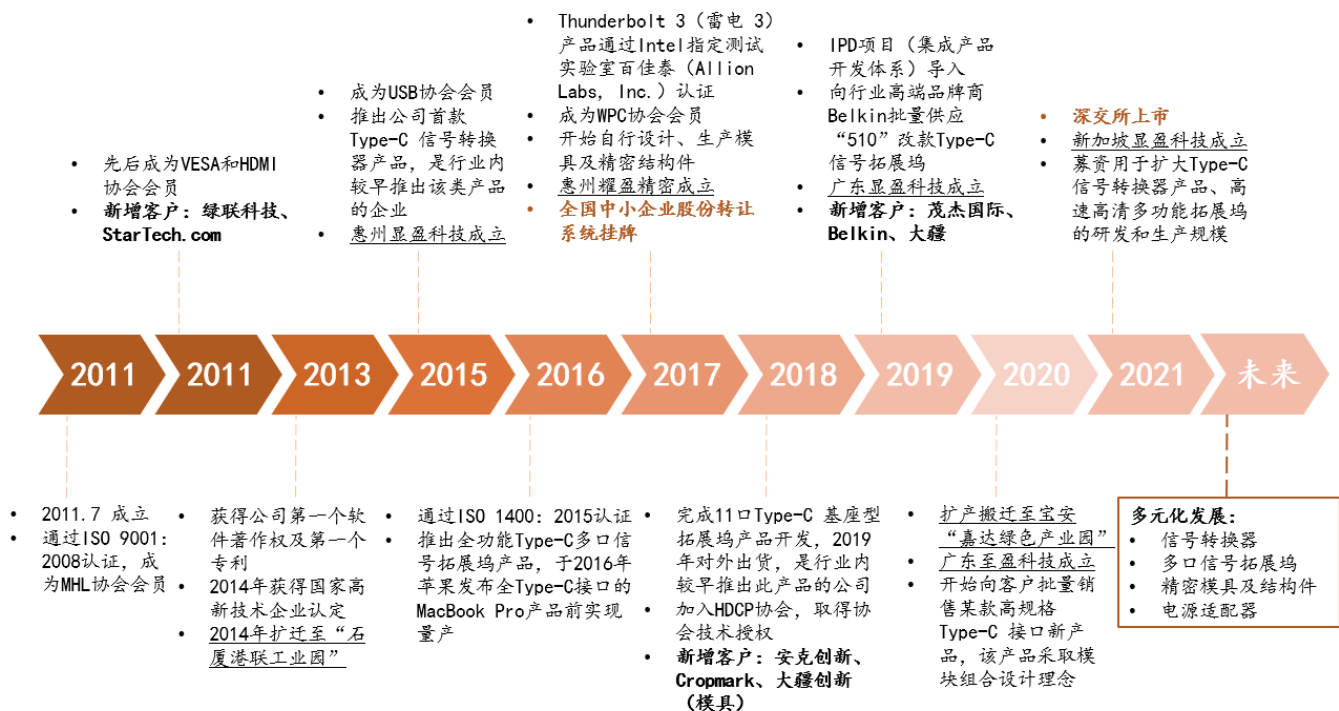 • 先后成为VESA和HDMI
协会会员
• 新增客户：绿联科技、
StarTech.com
• 成为USB协会会员
• 推出公司首款
Type-C 信号转换
器产品，是行业内
较早推出该类产品
的企业
• 惠州显盈科技成立
• Thunderbolt 3（雷电 3）
产品通过Intel指定测试
实验室百佳泰（Allion
Labs, Inc.）认证
• 成为WPC协会会员
• 开始自行设计、生产模
具及精密结构件
• 惠州耀盈精密成立
• 全国中小企业股份转让
系统挂牌
• IPD项目（集成产品
开发体系）导入
• 向行业高端品牌商
Belkin批量供应
“510”改款Type-C
信号拓展坞
• 广东显盈科技成立
• 新增客户：茂杰国际、
Belkin、大疆
• 深交所上市
• 新加坡显盈科技成立
• 募资用于扩大Type-C
信号转换器产品、高
速高清多功能拓展坞
的研发和生产规模
2011
2011
2013
2015
2016
2017
2018
2019
2020
2021
未来
• 2011.7 成立
• 通过ISO 9001:
2008认证，成
为MHL协会会员
• 获得公司第一个软
件著作权及第一个
专利
• 2014年获得国家高
新技术企业认定
• 2014年扩迁至“石
厦港联工业园”
• 通过ISO 1400：2015认证
• 推出全功能Type-C多口信
号拓展坞产品，于2016年
苹果发布全Type-C接口的
MacBook Pro产品前实现
量产
• 完成11口Type-C 基座型
拓展坞产品开发，2019
年对外出货，是行业内
较早推出此产品的公司
• 加入HDCP协会，取得协
会技术授权
• 新增客户：安克创新、
Cropmark、大疆创新
（模具）
• 扩产搬迁至宝安
“嘉达绿色产业园”
• 广东至盈科技成立
• 开始向客户批量销
售某款高规格
Type-C 接口新产
品，该产品采取模
块组合设计理念
多元化发展：
• 信号转换器
• 多口信号拓展坞
• 精密模具及结构件
• 电源适配器